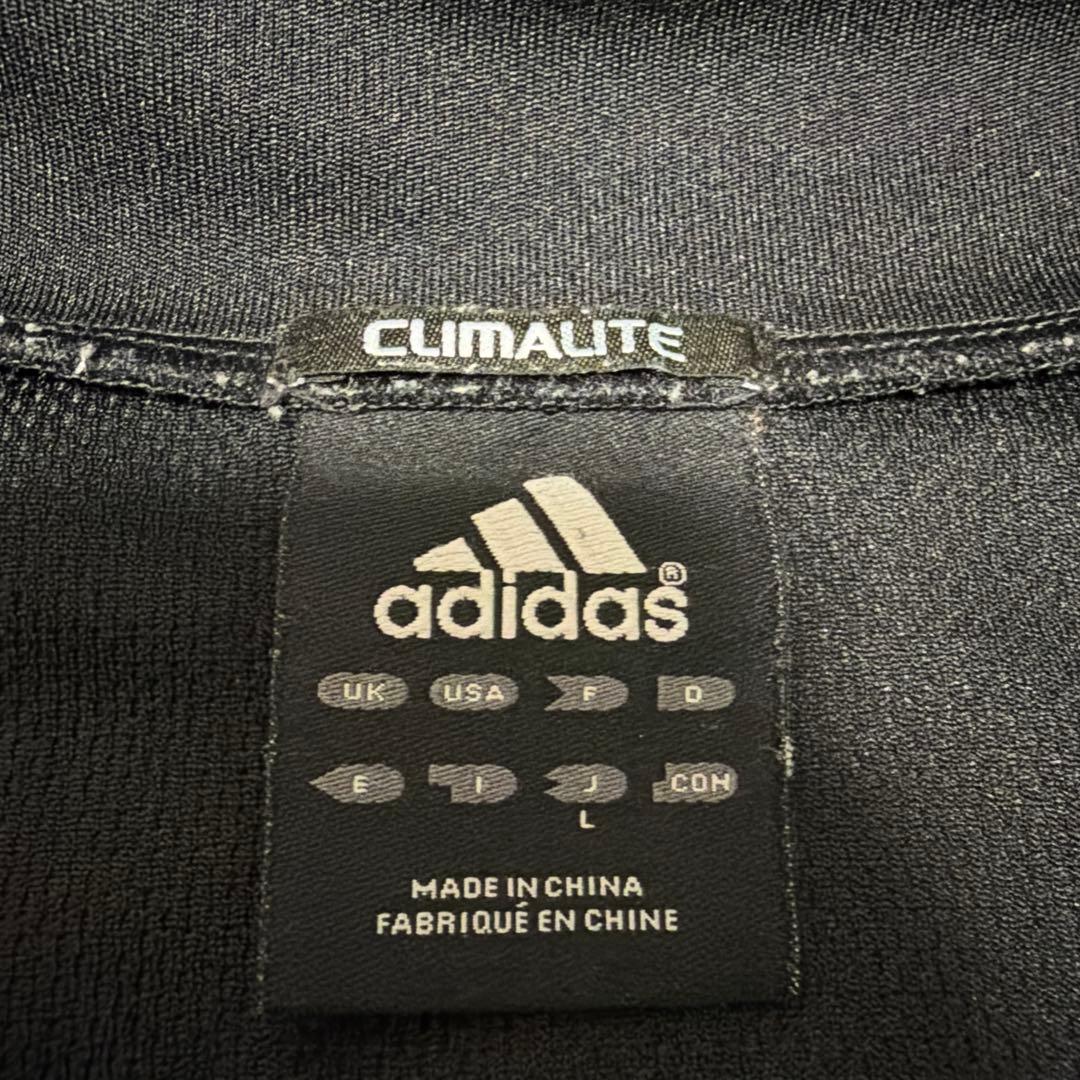 CLIMALITE
adidas®
UK USA F D
E I J CON
L
MADE IN CHINA
FABRIQUÉ EN CHINE